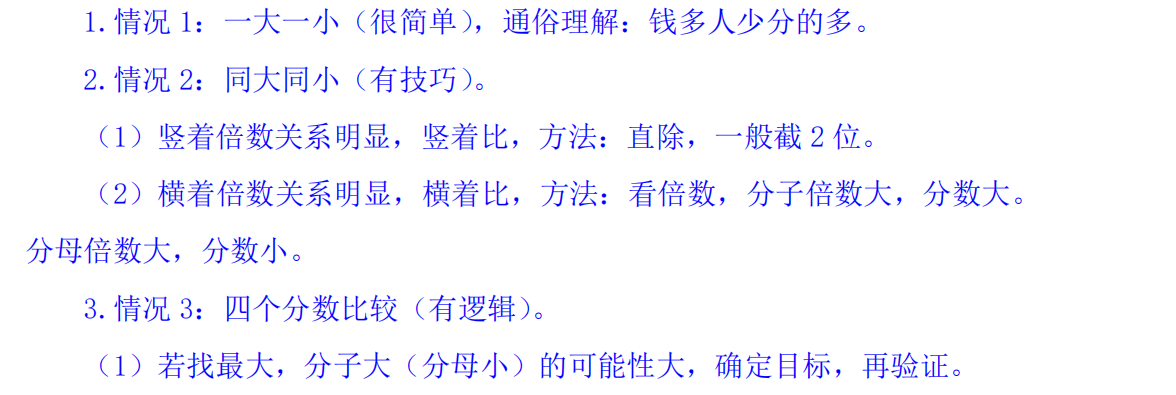 1.情况 1：一大一小（很简单），通俗理解：钱多人少分的多。
2.情况 2：同大同小（有技巧）。
（1）竖着倍数关系明显，竖着比，方法：直除，一般截 2 位。
（2）横着倍数关系明显，横着比，方法：看倍数，分子倍数大，分数大。
分母倍数大，分数小。
3.情况 3：四个分数比较（有逻辑）。
（1）若找最大，分子大（分母小）的可能性大，确定目标，再验证。